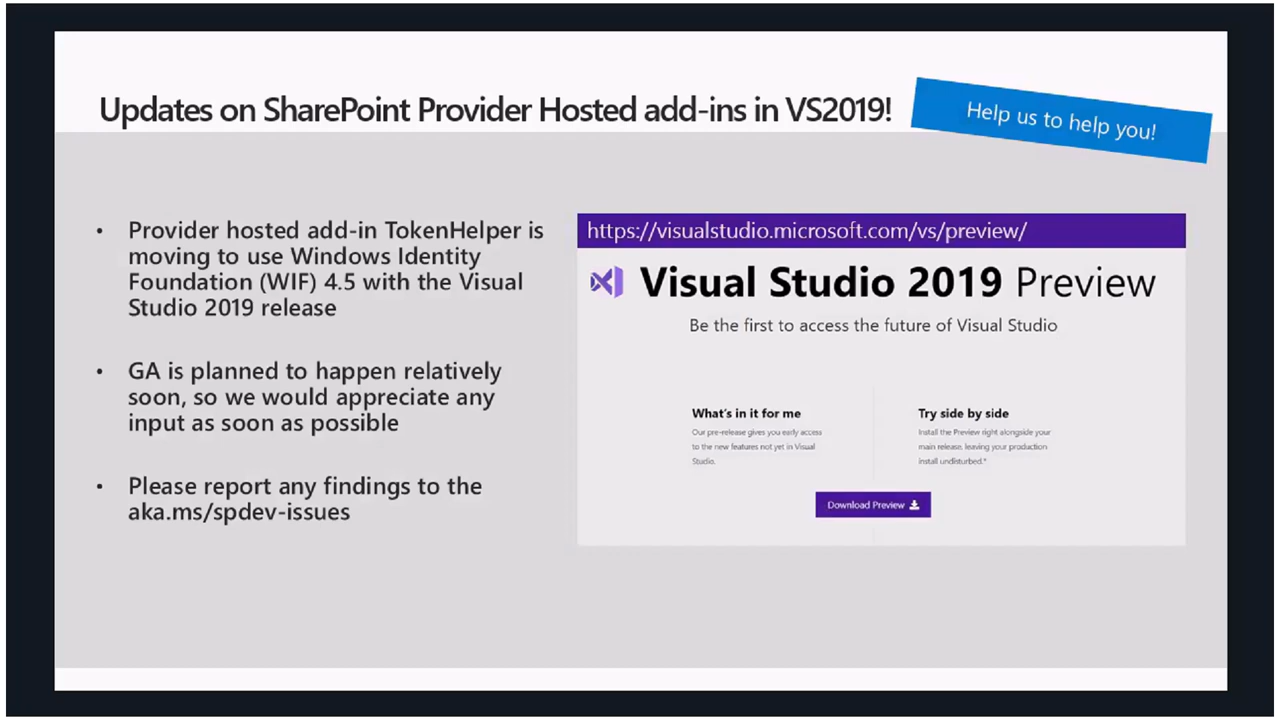 Updates on SharePoint Provider Hosted add-ins in VS2019!
Help us to help you!
• Provider hosted add-in TokenHelper is
moving to use Windows Identity
Foundation (WIF) 4.5 with the Visual
Studio 2019 release
• GA is planned to happen relatively
soon, so we would appreciate any
input as soon as possible
• Please report any findings to the
aka.ms/spdev-issues
https://visualstudio.microsoft.com/vs/preview/
Visual Studio 2019 Preview
Be the first to access the future of Visual Studio
What's in it for me
Our pre-release gives you early access
to the new features not yet in Visual
Studio.
Try side by side
Install the Preview right alongside your
main release, leaving your production
install undisturbed.*
Download Preview